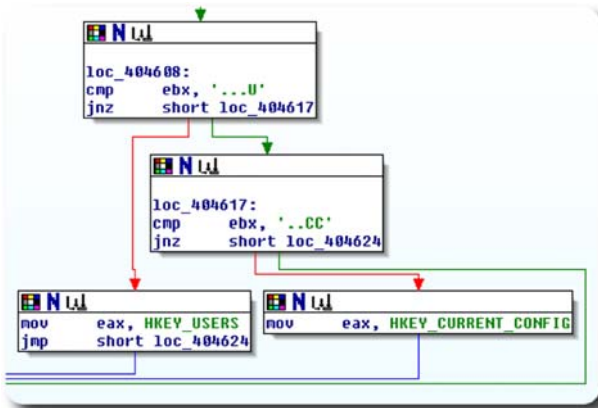 loc_404608:
cmp ebx, '...U'
jnz short loc_404617
loc_404617:
cmp ebx, '..CC'
jnz short loc_404624
mov eax, HKEY_USERS
jmp short loc_404624
mov eax, HKEY_CURRENT_CONFIG